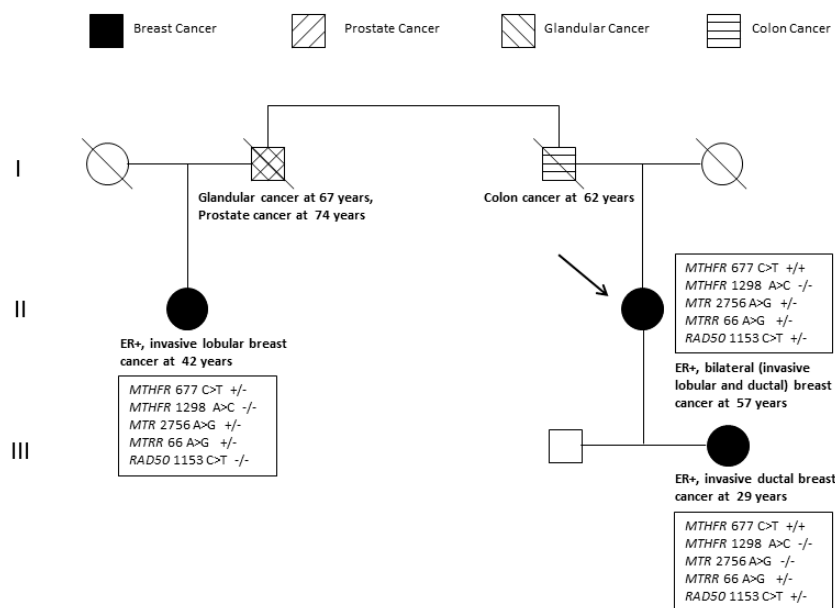 Breast Cancer
Prostate Cancer
Glandular Cancer
Colon Cancer
I
Glandular cancer at 67 years,
Prostate cancer at 74 years
Colon cancer at 62 years
II
ER+, invasive lobular breast
cancer at 42 years
MTHFR 677 C>T +/-
MTHFR 1298 A>C -/-
MTR 2756 A>G +/-
MTRR 66 A>G +/-
RAD50 1153 C>T -/-
MTHFR 677 C>T +/+
MTHFR 1298 A>C -/-
MTR 2756 A>G +/-
MTRR 66 A>G +/-
RAD50 1153 C>T +/-
ER+, bilateral (invasive
lobular and ductal) breast
cancer at 57 years
III
ER+, invasive ductal breast
cancer at 29 years
MTHFR 677 C>T +/+
MTHFR 1298 A>C -/-
MTR 2756 A>G -/-
MTRR 66 A>G +/-
RAD50 1153 C>T +/-